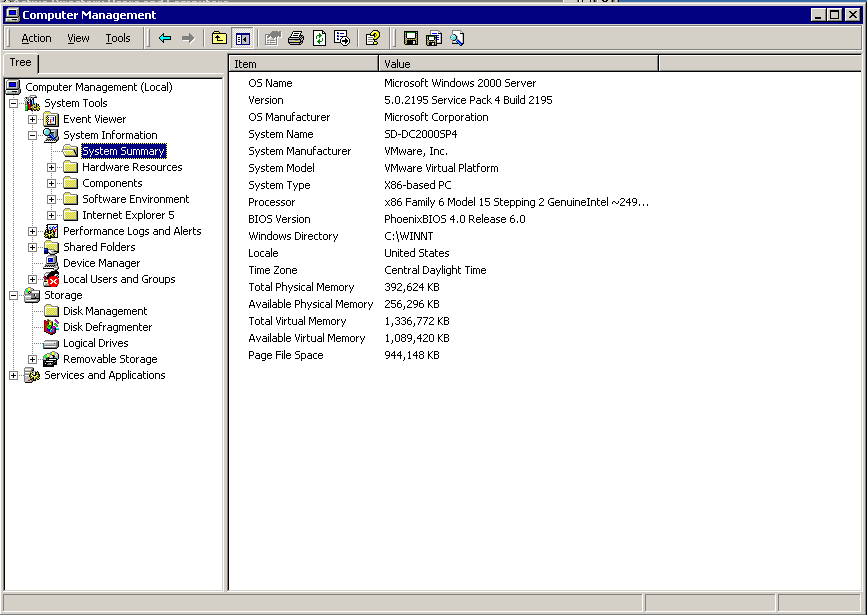 Computer Management
Action View Tools
Tree
Item Value
Computer Management (Local)
System Tools
Event Viewer
System Information
System Summary
Hardware Resources
Components
Software Environment
Internet Explorer 5
Performance Logs and Alerts
Shared Folders
Device Manager
Local Users and Groups
Storage
Disk Management
Disk Defragmenter
Logical Drives
Removable Storage
Services and Applications
OS Name Microsoft Windows 2000 Server
Version 5.0.2195 Service Pack 4 Build 2195
OS Manufacturer Microsoft Corporation
System Name SD-DC2000SP4
System Manufacturer VMware, Inc.
System Model VMware Virtual Platform
System Type X86-based PC
Processor x86 Family 6 Model 15 Stepping 2 GenuineIntel ~249...
BIOS Version PhoenixBIOS 4.0 Release 6.0
Windows Directory C:\WINNT
Locale United States
Time Zone Central Daylight Time
Total Physical Memory 392,624 KB
Available Physical Memory 256,296 KB
Total Virtual Memory 1,336,772 KB
Available Virtual Memory 1,089,420 KB
Page File Space 944,148 KB